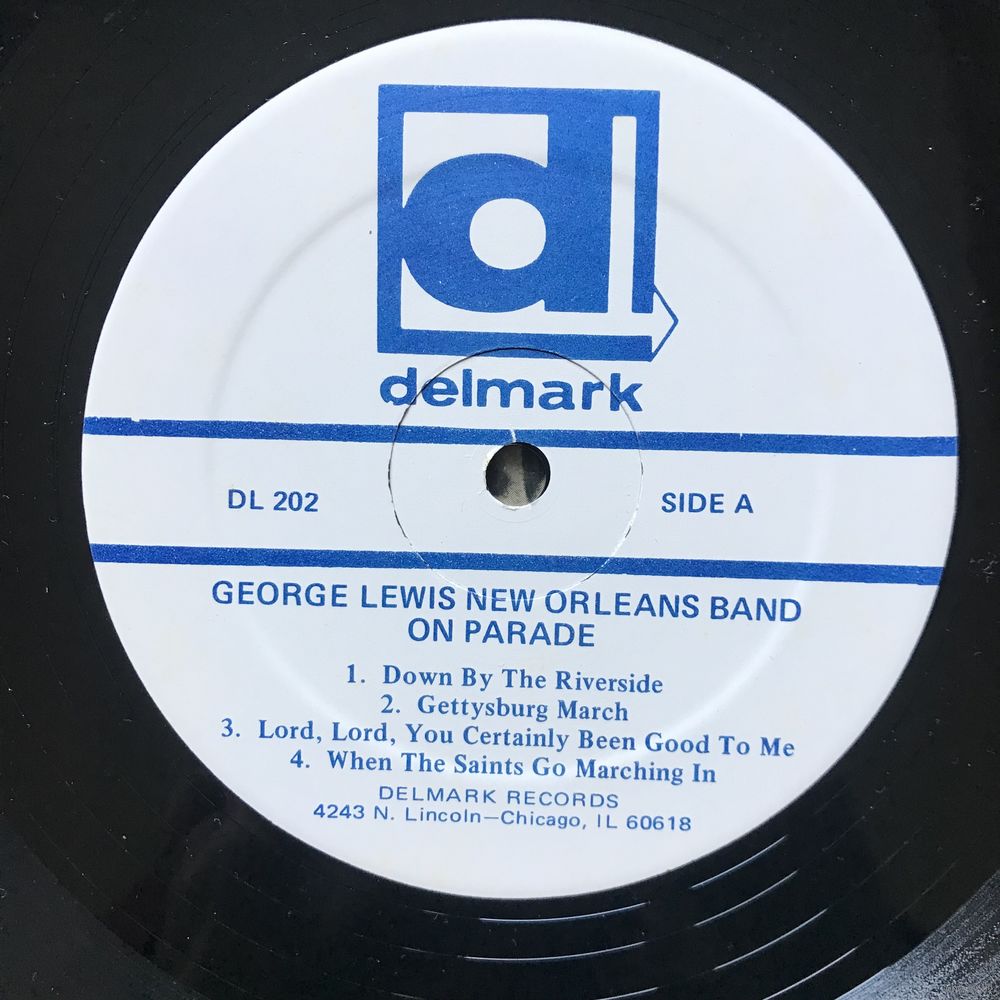 dl
delmark
DL 202
SIDE A
GEORGE LEWIS NEW ORLEANS BAND
ON PARADE
1. Down By The Riverside
2. Gettysburg March
3. Lord, Lord, You Certainly Been Good To Me
4. When The Saints Go Marching In
DELMARK RECORDS
4243 N. Lincoln—Chicago, IL 60618